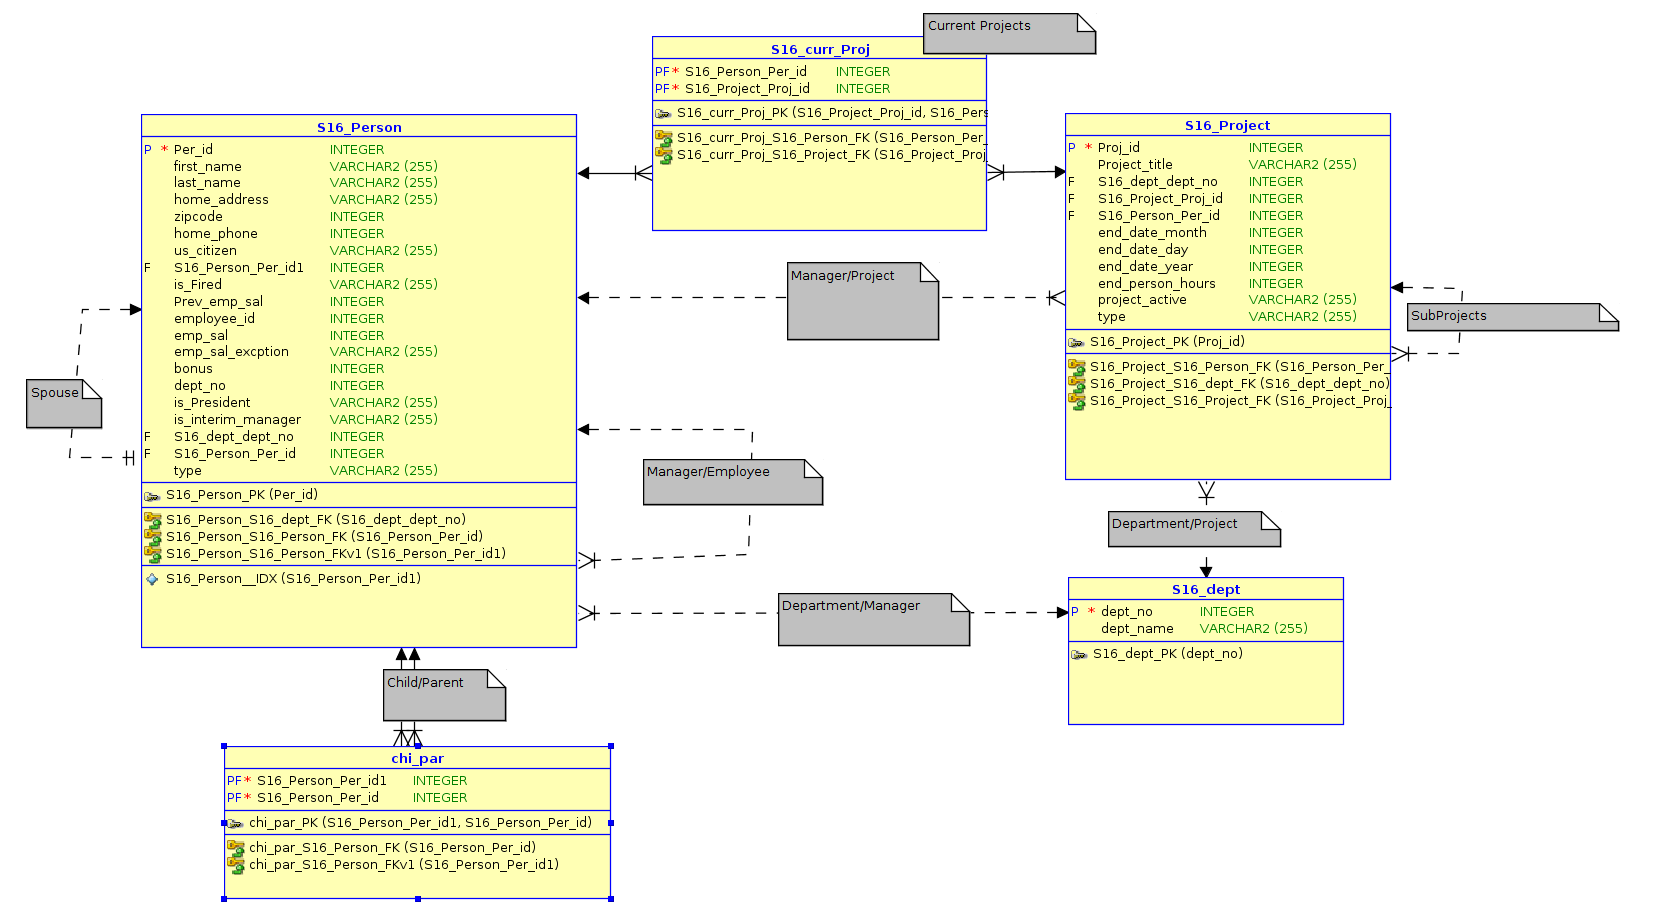 Current Projects
S16_curr_Proj
PF * S16_Person_Per_id INTEGER
PF * S16_Project_Proj_id INTEGER
S16_curr_Proj_PK (S16_Project_Proj_id, S16_Pers
S16_curr_Proj_S16_Person_FK (S16_Person_Per_
S16_curr_Proj_S16_Project_FK (S16_Project_Proj
S16_Person
P * Per_id INTEGER
first_name VARCHAR2 (255)
last_name VARCHAR2 (255)
home_address VARCHAR2 (255)
zipcode INTEGER
home_phone INTEGER
us_citizen VARCHAR2 (255)
F S16_Person_Per_id1 INTEGER
is_Fired VARCHAR2 (255)
Prev_emp_sal INTEGER
employee_id INTEGER
emp_sal INTEGER
emp_sal_excption VARCHAR2 (255)
bonus INTEGER
dept_no INTEGER
is_President VARCHAR2 (255)
is_interim_manager VARCHAR2 (255)
F S16_dept_dept_no INTEGER
F S16_Person_Per_id INTEGER
type VARCHAR2 (255)
S16_Person_PK (Per_id)
S16_Person_S16_dept_FK (S16_dept_dept_no)
S16_Person_S16_Person_FK (S16_Person_Per_id)
S16_Person_S16_Person_FKv1 (S16_Person_Per_id1)
S16_Person__IDX (S16_Person_Per_id1)
S16_Project
P * Proj_id INTEGER
Project_title VARCHAR2 (255)
F S16_dept_dept_no INTEGER
F S16_Project_Proj_id INTEGER
F S16_Person_Per_id INTEGER
end_date_month INTEGER
end_date_day INTEGER
end_date_year INTEGER
end_person_hours INTEGER
project_active VARCHAR2 (255)
type VARCHAR2 (255)
S16_Project_PK (Proj_id)
S16_Project_S16_Person_FK (S16_Person_Per_
S16_Project_S16_dept_FK (S16_dept_dept_no)
S16_Project_S16_Project_FK (S16_Project_Proj_
Manager/Project
SubProjects
Spouse
Manager/Employee
Department/Project
Department/Manager
S16_dept
P * dept_no INTEGER
dept_name VARCHAR2 (255)
S16_dept_PK (dept_no)
Child/Parent
chi_par
PF * S16_Person_Per_id1 INTEGER
PF * S16_Person_Per_id INTEGER
chi_par_PK (S16_Person_Per_id1, S16_Person_Per_id)
chi_par_S16_Person_FK (S16_Person_Per_id)
chi_par_S16_Person_FKv1 (S16_Person_Per_id1)